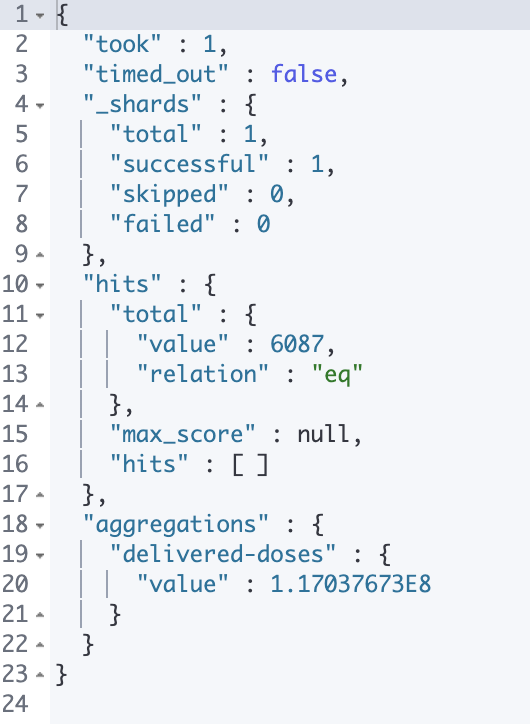 1 {
2 "took" : 1,
3 "timed_out" : false,
4 "_shards" : {
5 "total" : 1,
6 "successful" : 1,
7 "skipped" : 0,
8 "failed" : 0
9 },
10 "hits" : {
11 "total" : {
12 "value" : 6087,
13 "relation" : "eq"
14 },
15 "max_score" : null,
16 "hits" : [ ]
17 },
18 "aggregations" : {
19 "delivered-doses" : {
20 "value" : 1.17037673E8
21 }
22 }
23 }
24